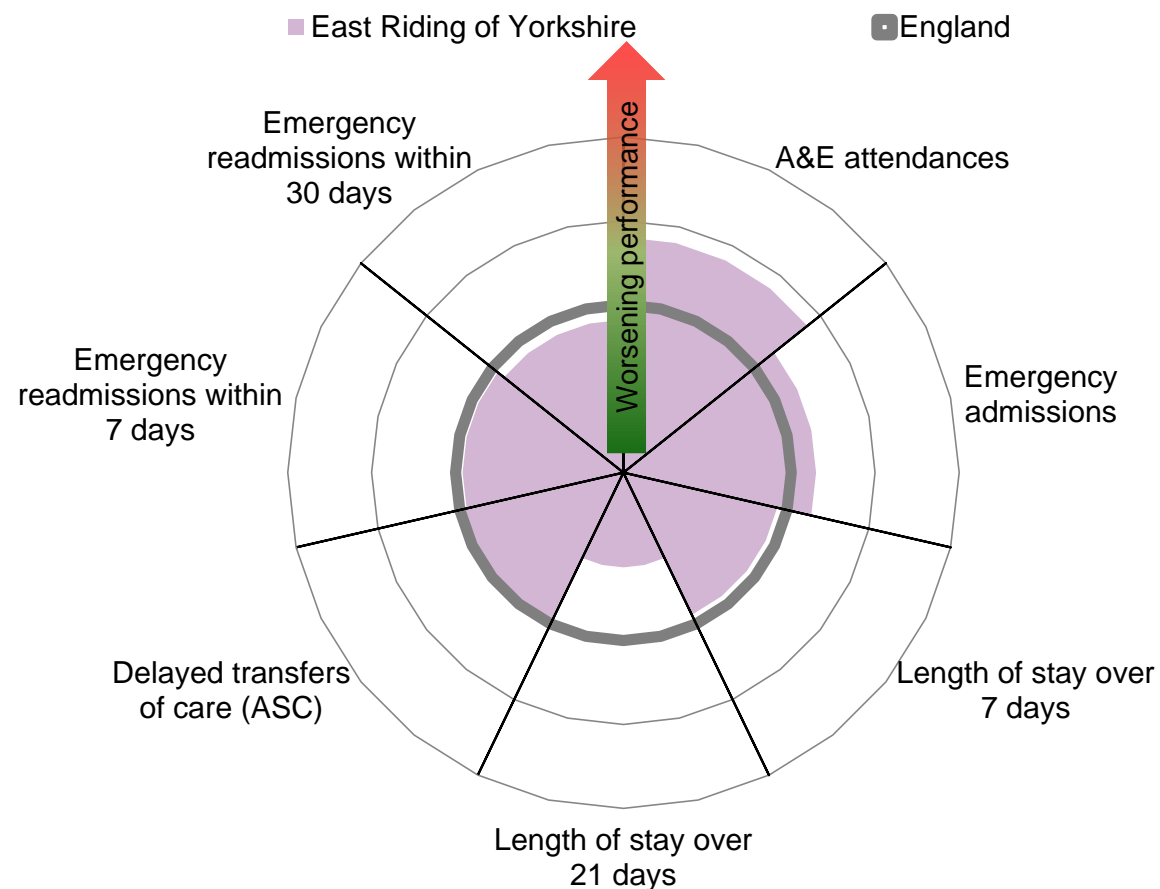 East Riding of Yorkshire
England
Worsening performance
Emergency
readmissions within
30 days
A&E attendances
Emergency
readmissions within
7 days
Emergency
admissions
Delayed transfers
of care (ASC)
Length of stay over
7 days
Length of stay over
21 days